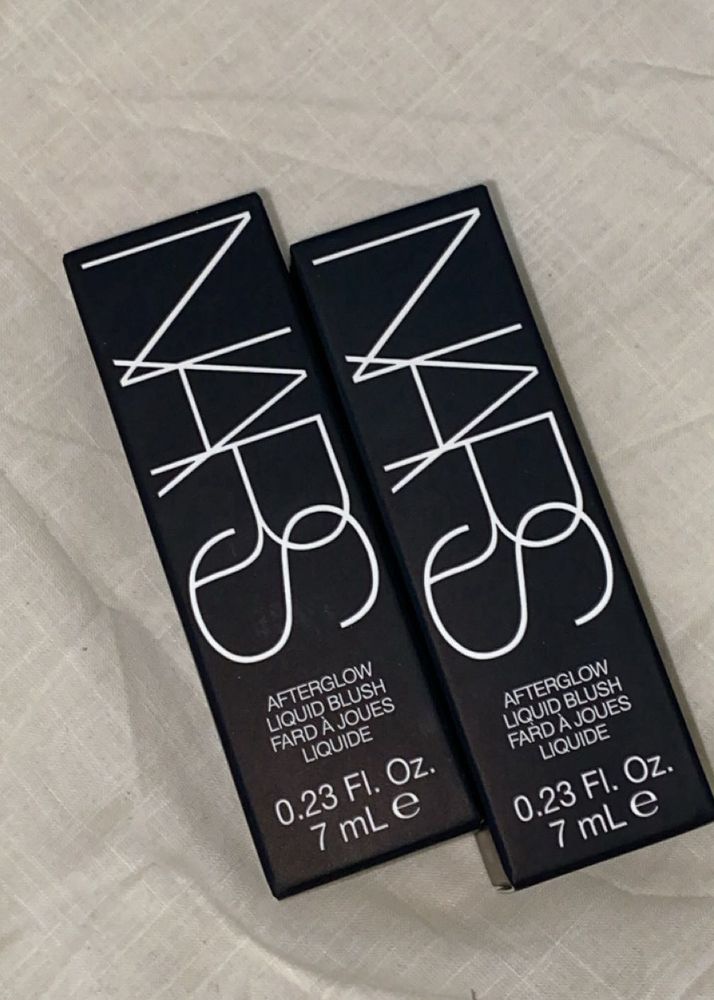 NARS
AFTERGLOW
LIQUID BLUSH
FARD À JOUES
LIQUIDE
0.23 Fl. Oz.
7 mL e
NARS
AFTERGLOW
LIQUID BLUSH
FARD À JOUES
LIQUIDE
0.23 Fl. Oz.
7 mL e